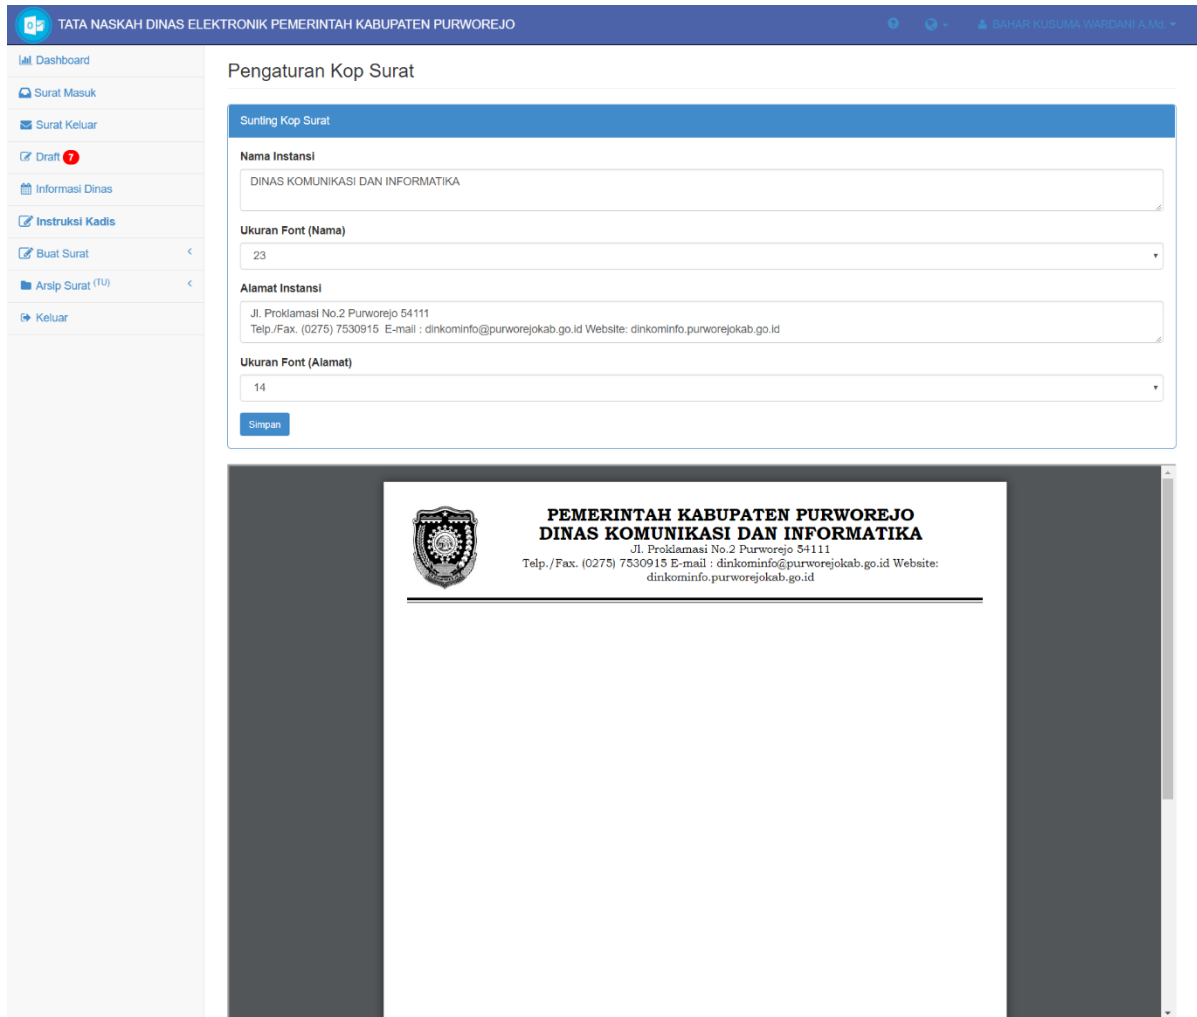 TATA NASKAH DINAS ELEKTRONIK PEMERINTAH KABUPATEN PURWOREJO
BAHAR KUSUMA WARDANI A.Md.
Dashboard
Surat Masuk
Surat Keluar
Draft 7
Informasi Dinas
Instruksi Kadis
Buat Surat
Arsip Surat (TU)
Keluar
Pengaturan Kop Surat
Sunting Kop Surat
Nama Instansi
DINAS KOMUNIKASI DAN INFORMATIKA
Ukuran Font (Nama)
23
Alamat Instansi
Jl. Proklamasi No.2 Purworejo 54111
Telp./Fax. (0275) 7530915 E-mail : dinkominfo@purworejokab.go.id Website: dinkominfo.purworejokab.go.id
Ukuran Font (Alamat)
14
Simpan
PEMERINTAH KABUPATEN PURWOREJO
DINAS KOMUNIKASI DAN INFORMATIKA
Jl. Proklamasi No.2 Purworejo 54111
Telp./Fax. (0275) 7530915 E-mail : dinkominfo@purworejokab.go.id Website:
dinkominfo.purworejokab.go.id